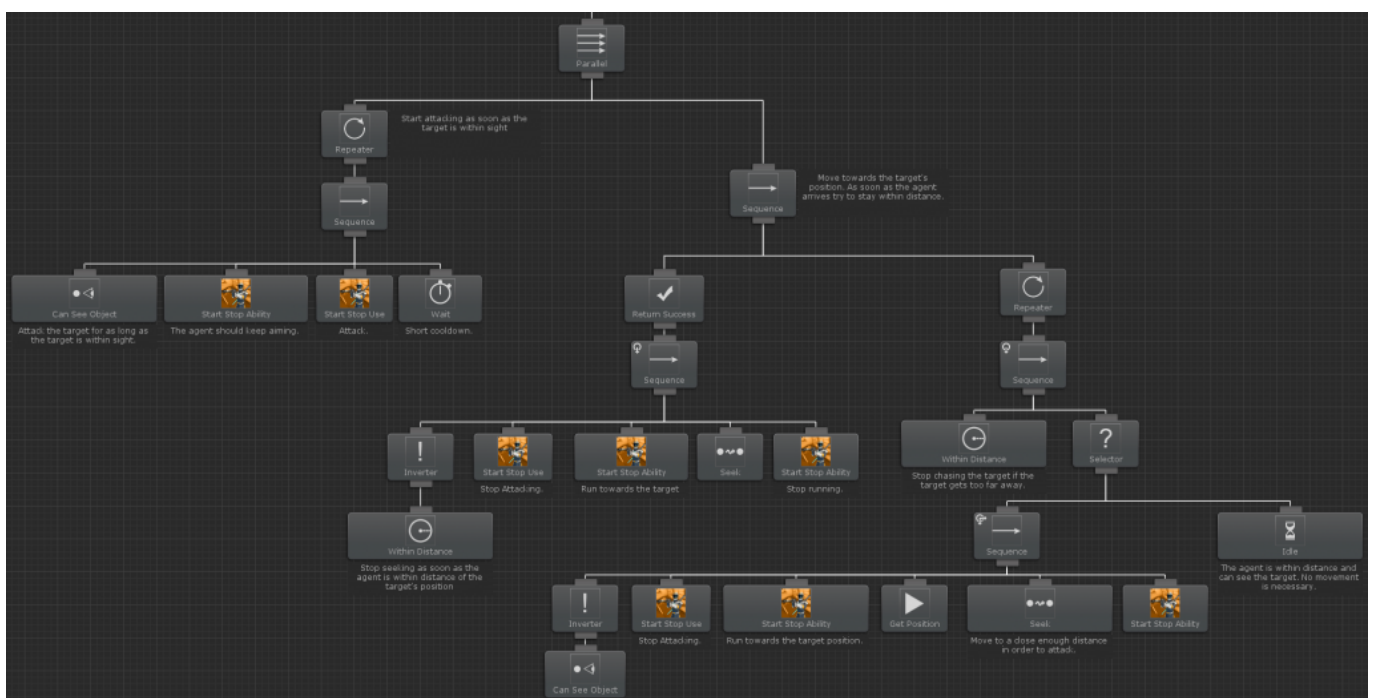 Parallel
Repeater
Start attacking as soon as the
target is within sight
Sequence
Sequence
Move towards the target's
position. As soon as the agent
arrives try to stay within distance.
Can See Object
Attack the target for as long as
the target is within sight.
Start Stop Ability
The agent should keep aiming.
Start Stop Use
Attack.
Wait
Short cooldown.
Return Success
Repeater
Sequence
Sequence
Inverter
Start Stop Use
Stop Attacking.
Start Stop Ability
Run towards the target
Seek
Start Stop Ability
Stop running.
Within Distance
Stop chasing the target if the
target gets too far away.
Selector
Within Distance
Stop seeking as soon as the
agent is within distance of the
target's position
Sequence
Idle
The agent is within distance and
can see the target. No movement
is necessary.
Inverter
Start Stop Use
Stop Attacking.
Start Stop Ability
Run towards the target position.
Get Position
Seek
Move to a close enough distance
in order to attack.
Start Stop Ability
Can See Object